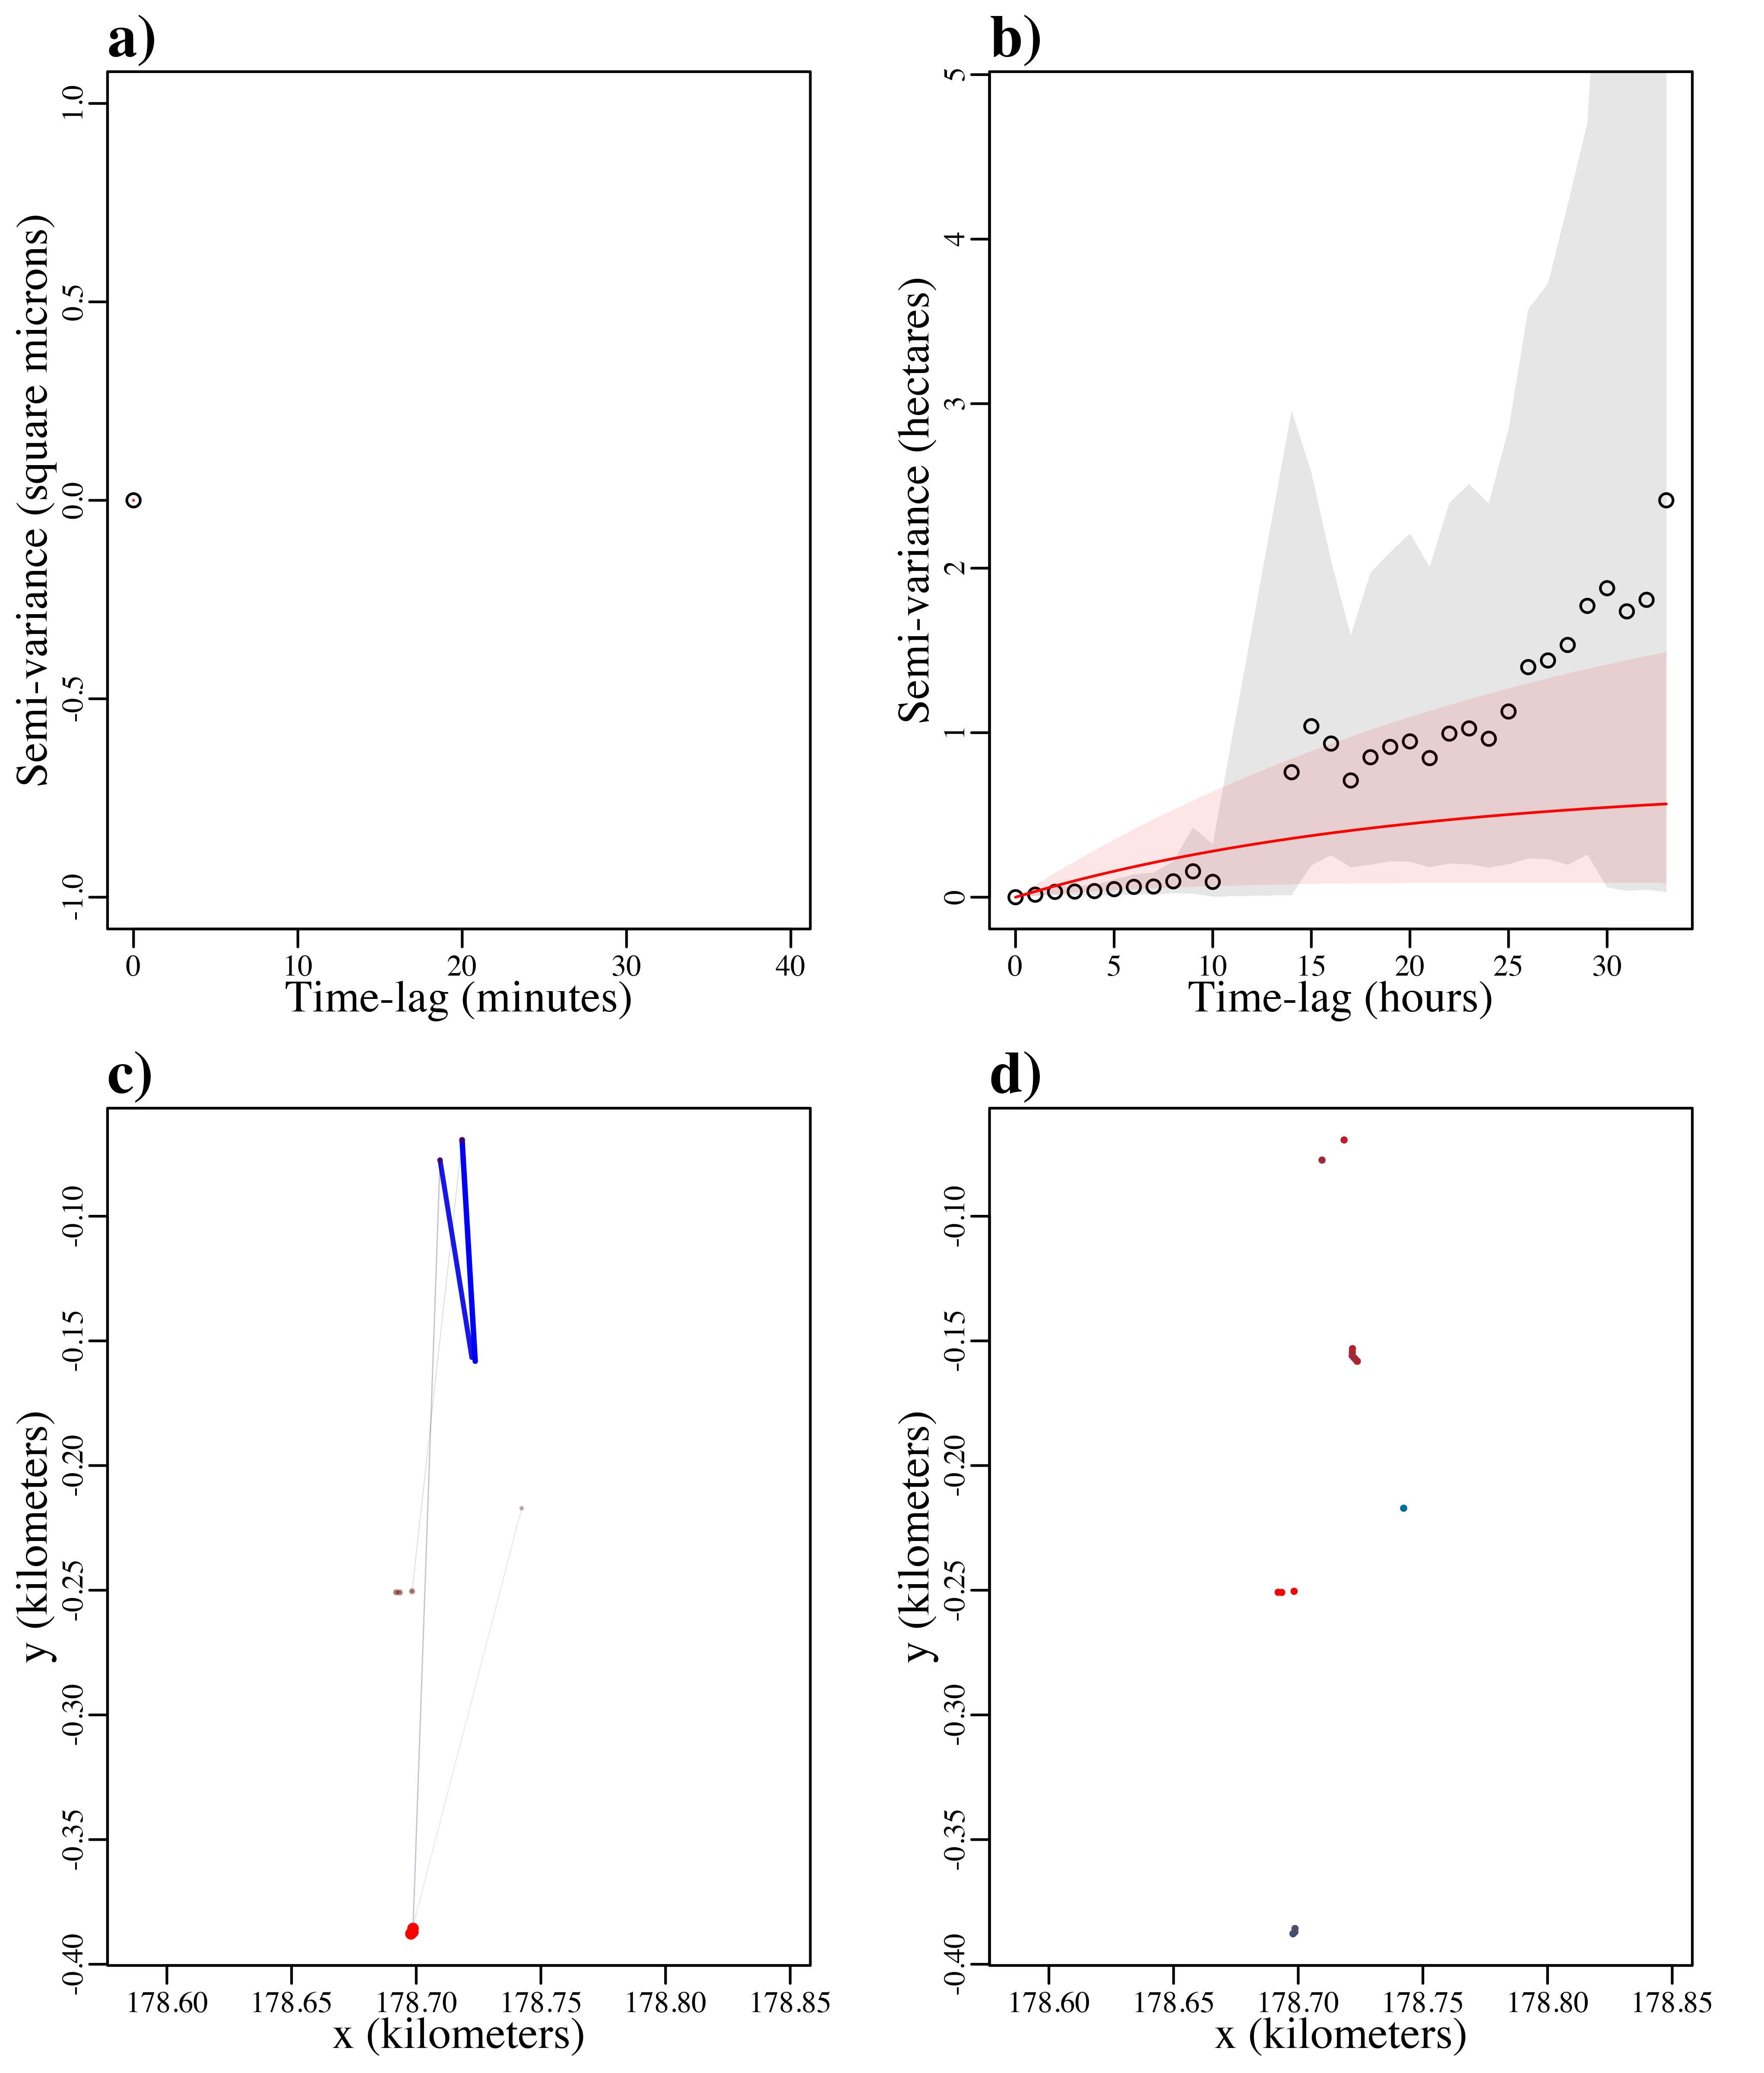 a)
Semi-variance (square microns)
1.0
0.5
0.0
-0.5
-1.0
0 10 20 30 40
Time-lag (minutes)
b)
Semi-variance (hectares)
5
4
3
2
1
0
0 5 10 15 20 25 30
Time-lag (hours)
c)
y (kilometers)
-0.10
-0.15
-0.20
-0.25
-0.30
-0.35
-0.40
178.60 178.65 178.70 178.75 178.80 178.85
x (kilometers)
d)
y (kilometers)
-0.10
-0.15
-0.20
-0.25
-0.30
-0.35
-0.40
178.60 178.65 178.70 178.75 178.80 178.85
x (kilometers)